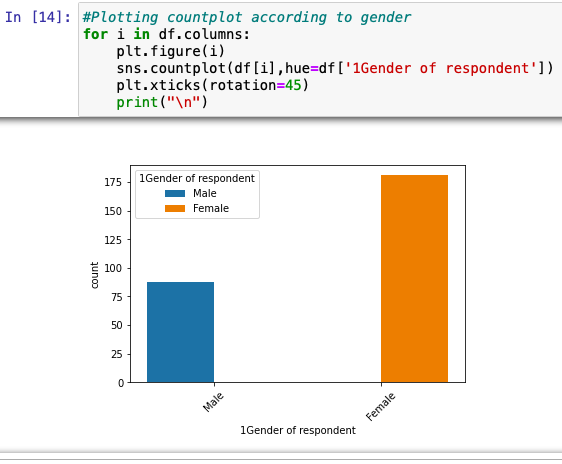 In [14]: #Plotting countplot according to gender
for i in df.columns:
    plt.figure(i)
    sns.countplot(df[i],hue=df['1Gender of respondent'])
    plt.xticks(rotation=45)
    print("\n")
1Gender of respondent
Male
Female
175
150
125
100
75
50
25
0
count
Male
Female
1Gender of respondent